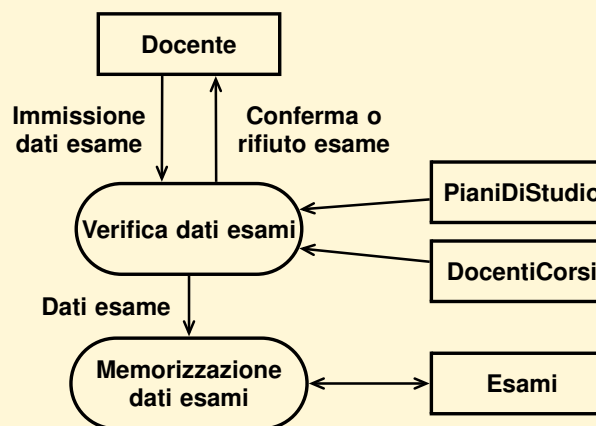 Docente
Immissione
dati esame
Conferma o
rifiuto esame
PianiDiStudio
Verifica dati esami
DocentiCorsi
Dati esame
Memorizzazione
dati esami
Esami